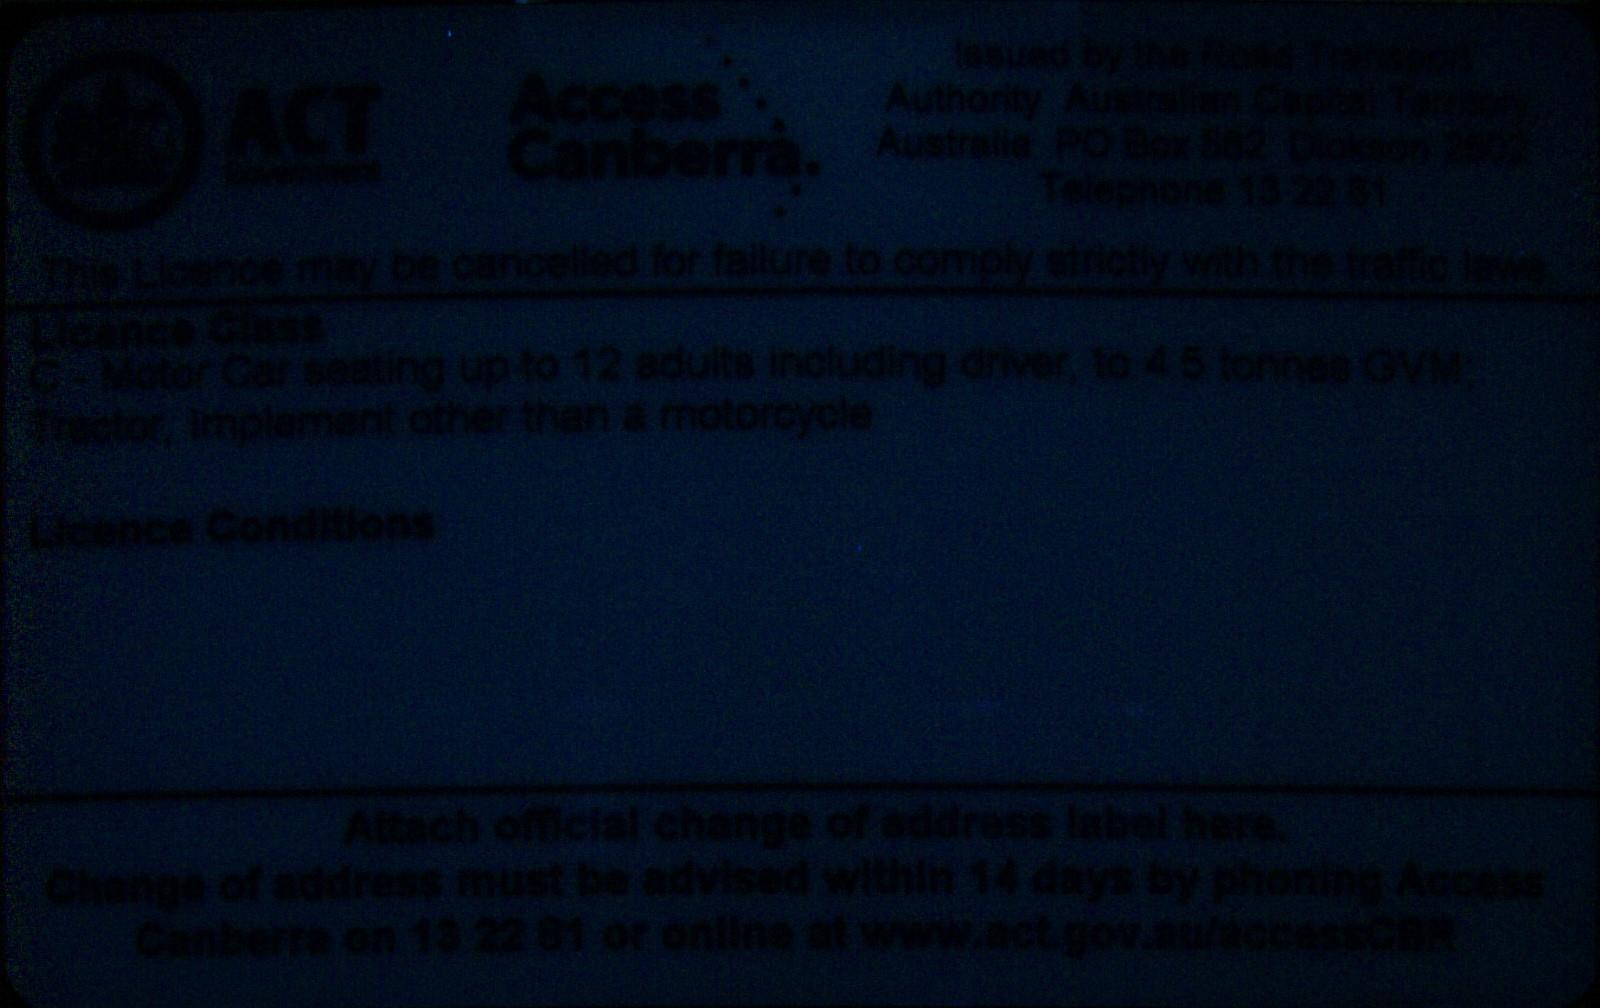 ACT
Government
Access
Canberra.
Issued by the Road Transport
Authority Australian Capital Territory,
Australia PO Box 582 Dickson 2602
Telephone 13 22 81
This Licence may be cancelled for failure to comply strictly with the traffic laws
Licence Class
C - Motor Car seating up to 12 adults including driver, to 4.5 tonnes GVM;
Tractor, Implement other than a motorcycle
Licence Conditions
Attach official change of address label here.
Change of address must be advised within 14 days by phoning Access
Canberra on 13 22 81 or online at www.act.gov.au/accessCBR